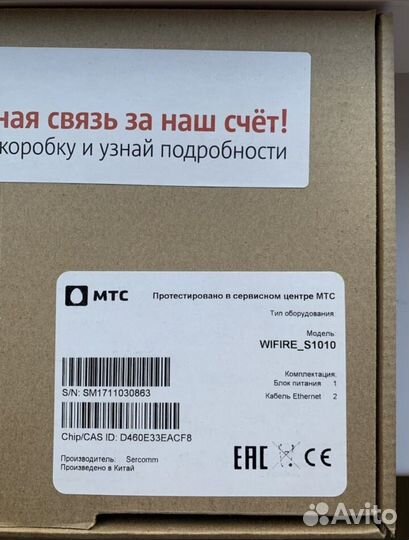 ная связь за наш счёт!
коробку и узнай подробности
МТС
Протестировано в сервисном центре МТС
Тип оборудования:
Модель:
WIFIRE_S1010
S/N: SM1711030863
Комплектация:
Блок питания 1
Кабель Ethernet 2
Chip/CAS ID: D460E33EACF8
Производитель: Sercomm
Произведено в Китай
EAC
CE
Avito